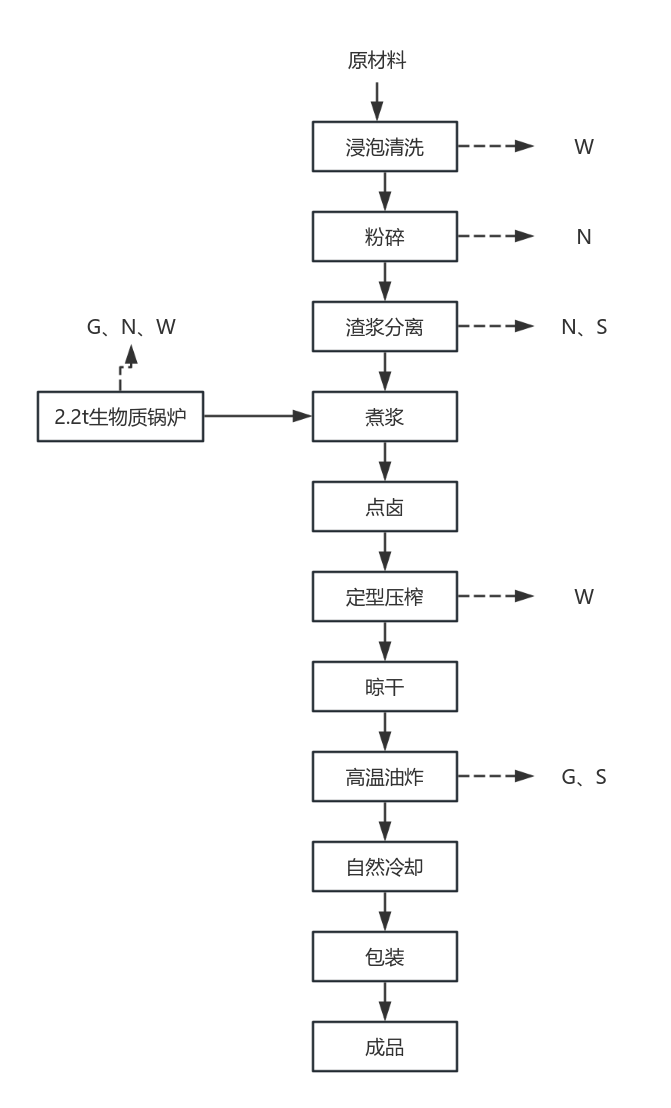 原材料
浸泡清洗
W
粉碎
N
渣浆分离
N、S
G、N、W
2.2t生物质锅炉
煮浆
点卤
定型压榨
W
晾干
高温油炸
G、S
自然冷却
包装
成品